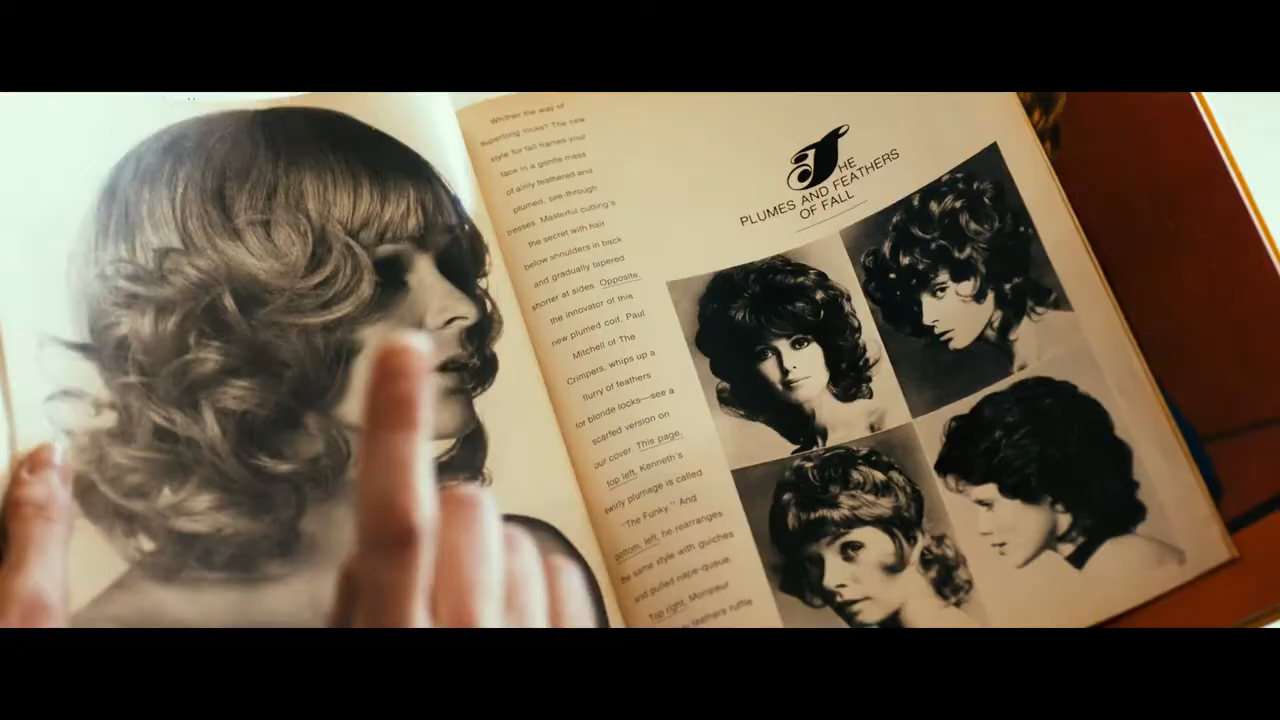 Whither the way of
superlong locks? The new
style for fall frames your
face in a gentle mass
of airily feathered and
plumed, see-through
tresses. Masterful cutting's
the secret with hair
below shoulders in back
and gradually tapered
shorter at sides. Opposite,
the innovator of this
new plumed coif, Paul
Mitchell of The
Crimpers, whips up a
flurry of feathers
for blonde locks—see a
scarfed version on
our cover. This page,
top left, Kenneth's
swirly plumage is called
"The Funky." And
bottom, left, he rearranges
the same style with guiches
and pulled nape-queue.
Top right, Monsieur
feathers ruffle
THE
PLUMES AND FEATHERS
OF FALL